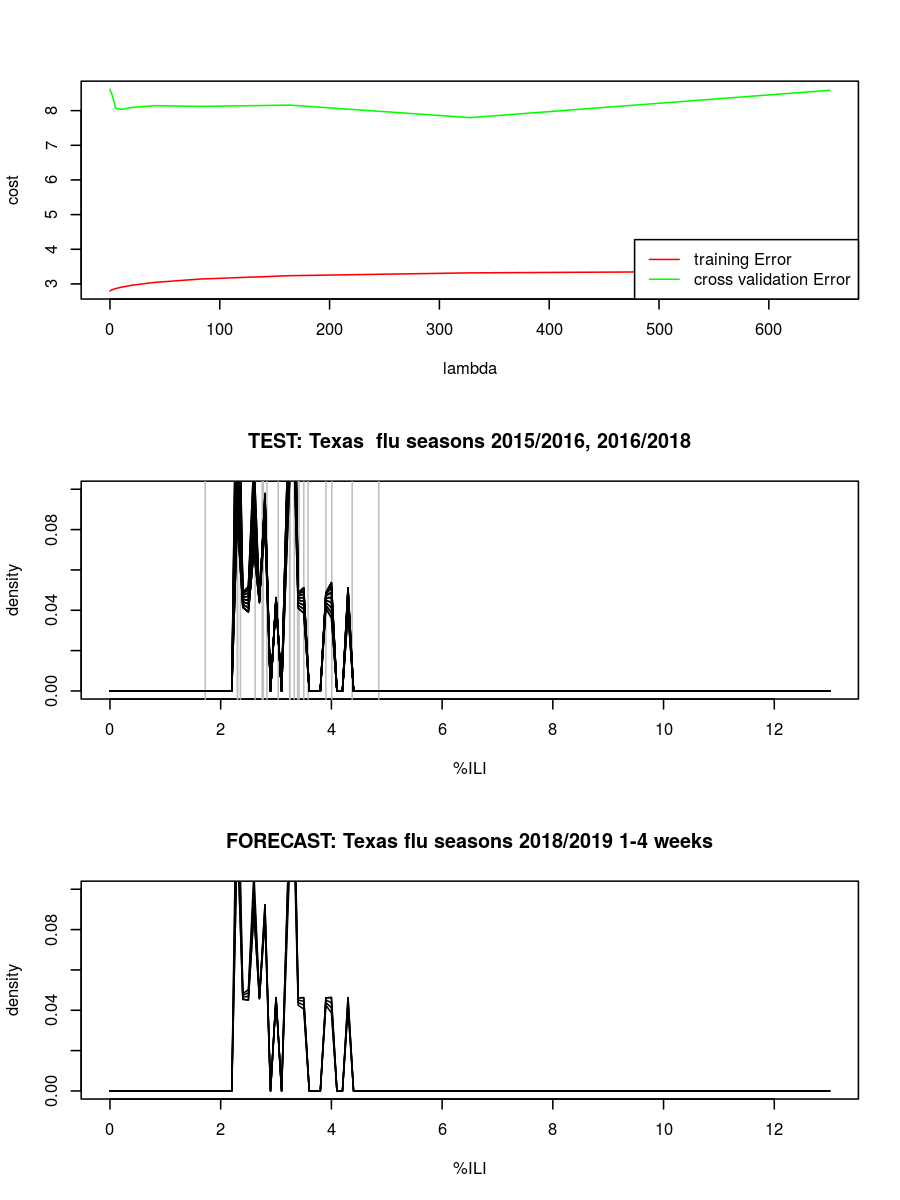 8
7
6
5
4
3
cost
training Error
cross validation Error
0 100 200 300 400 500 600
lambda
TEST: Texas  flu seasons 2015/2016, 2016/2018
0.08
0.04
0.00
density
0 2 4 6 8 10 12
%ILI
FORECAST: Texas flu seasons 2018/2019 1-4 weeks
0.08
0.04
0.00
density
0 2 4 6 8 10 12
%ILI